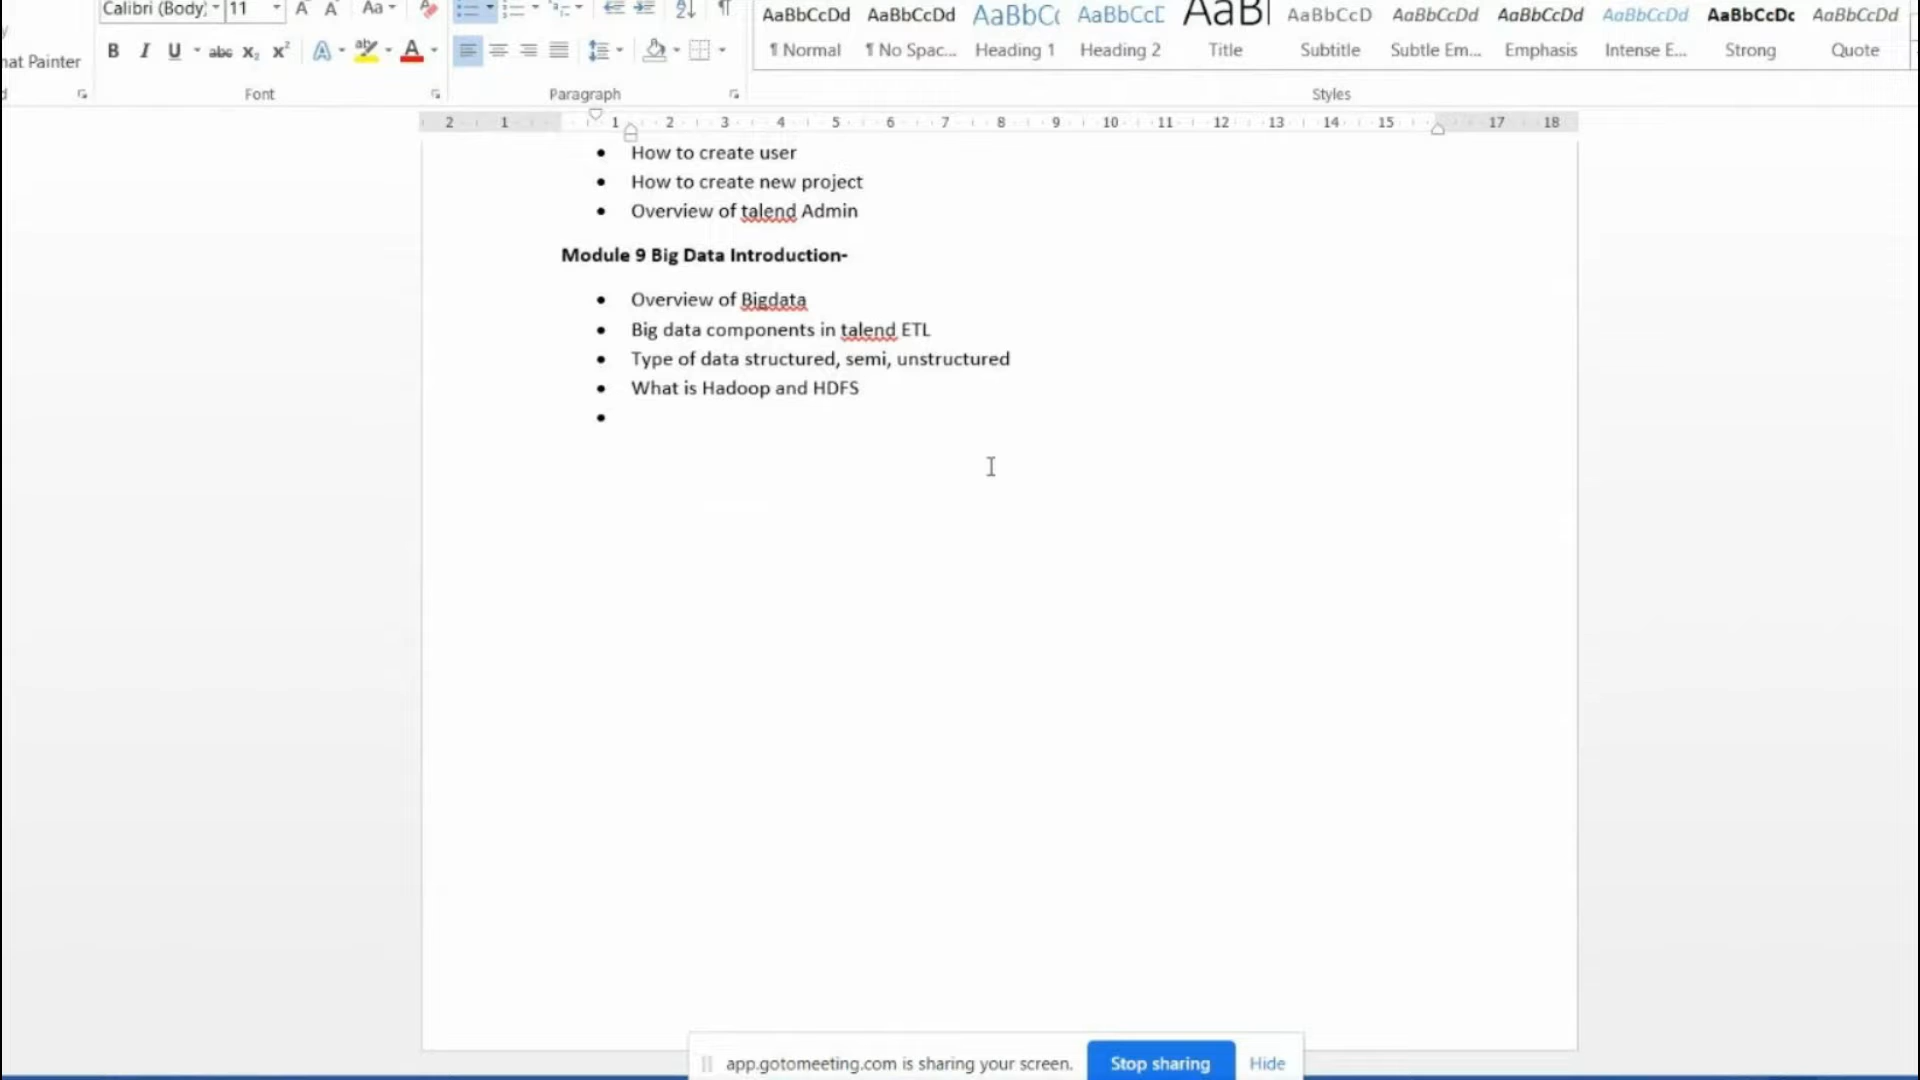 Calibri (Body) 11 A A Aa
hat Painter B I U abc x₂ x² A aby A
Font Paragraph Styles
AaBbCcDd AaBbCcDd AaBbC( AaBbCcD AaB AaBbCcD AaBbCcDd AaBbCcDd AaBbCcDd AaBbCcDc AaBbCcDd
¶ Normal ¶ No Spac... Heading 1 Heading 2 Title Subtitle Subtle Em... Emphasis Intense E... Strong Quote
2 1 1 2 3 4 5 6 7 8 9 10 11 12 13 14 15 17 18
• How to create user
• How to create new project
• Overview of talend Admin
Module 9 Big Data Introduction-
• Overview of Bigdata
• Big data components in talend ETL
• Type of data structured, semi, unstructured
• What is Hadoop and HDFS
•
app.gotomeeting.com is sharing your screen. Stop sharing Hide